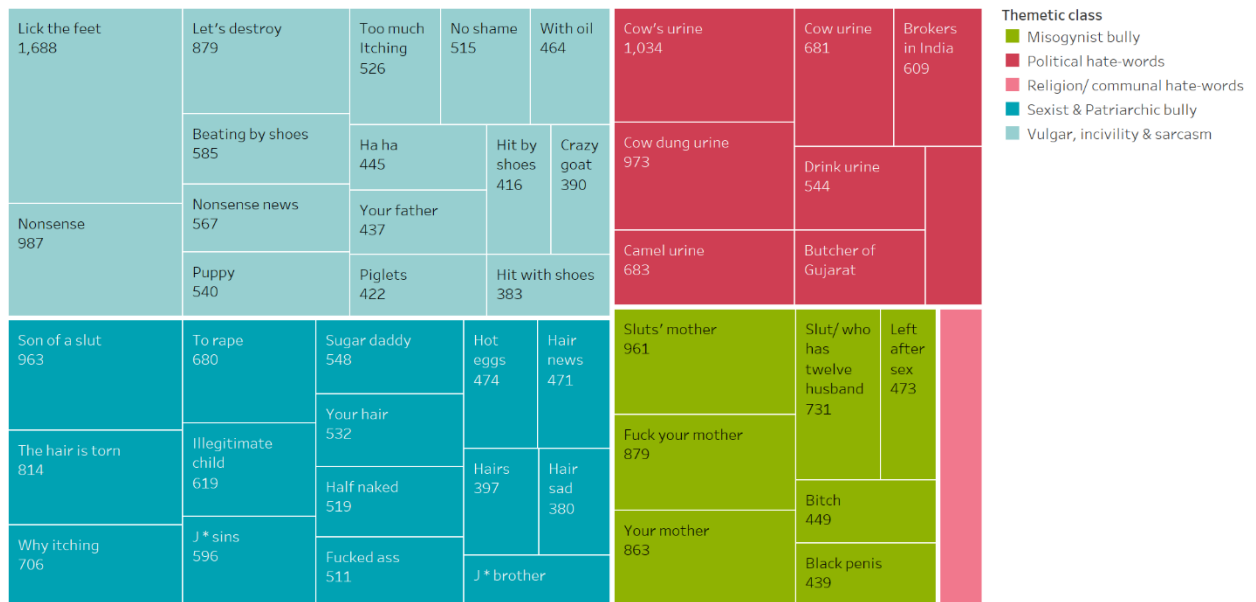 Lick the feet
1,688
Nonsense
987
Let's destroy
879
Beating by shoes
585
Nonsense news
567
Puppy
540
Too much
Itching
526
No shame
515
With oil
464
Ha ha
445
Your father
437
Piglets
422
Hit by
shoes
416
Crazy
goat
390
Hit with shoes
383
Cow's urine
1,034
Cow dung urine
973
Camel urine
683
Cow urine
681
Brokers
in India
609
Drink urine
544
Butcher of
Gujarat
Son of a slut
963
The hair is torn
814
Why itching
706
To rape
680
Illegitimate
child
619
J * sins
596
Sugar daddy
548
Your hair
532
Half naked
519
Fucked ass
511
Hot
eggs
474
Hair
news
471
Hairs
397
Hair
sad
380
J * brother
Sluts' mother
961
Fuck your mother
879
Your mother
863
Slut/ who
has
twelve
husband
731
Left
after
sex
473
Bitch
449
Black penis
439
Themetic class
Misogynist bully
Political hate-words
Religion/ communal hate-words
Sexist & Patriarchic bully
Vulgar, incivility & sarcasm